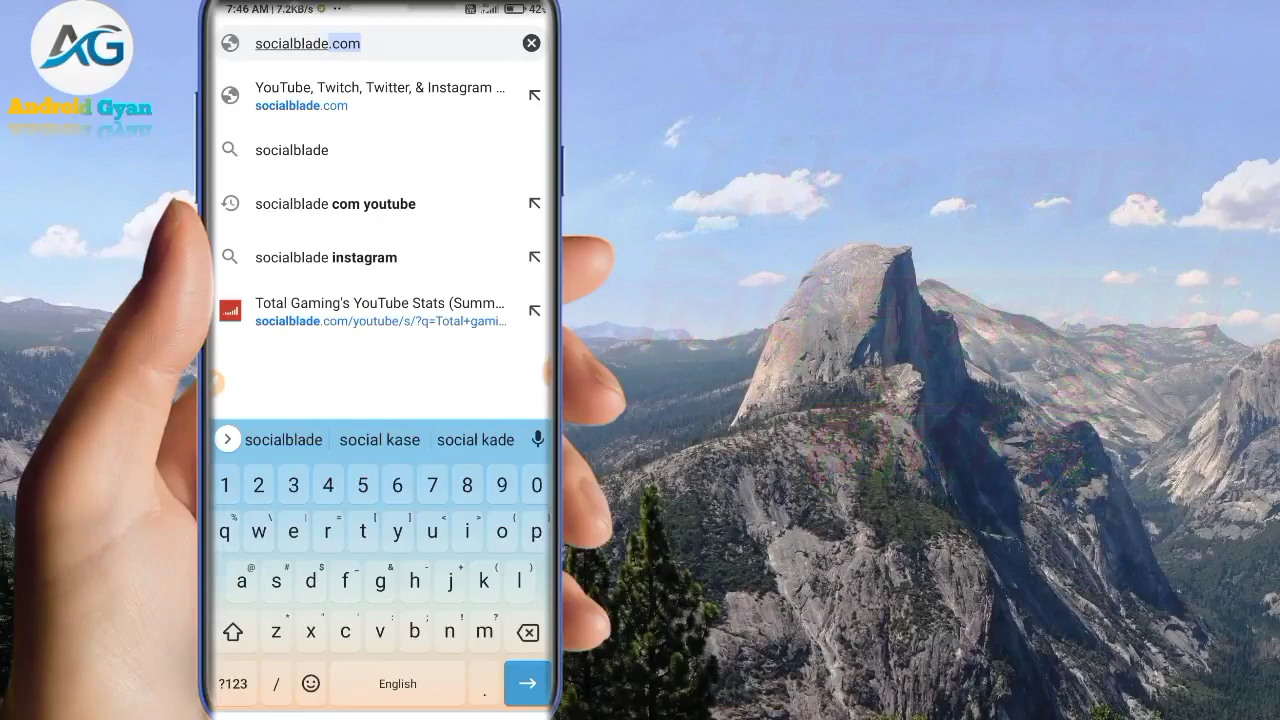 AG
Android Gyan
7:46 AM | 7.2KB/s
42%
socialblade.com
YouTube, Twitch, Twitter, & Instagram ...
socialblade.com
socialblade
socialblade com youtube
socialblade instagram
Total Gaming's YouTube Stats (Summ...
socialblade.com/youtube/s/?q=Total+gami...
socialblade social kase social kade
1 2 3 4 5 6 7 8 9 0
q w e r t y u i o p
a s d f g h j k l
z x c v b n m
?123 / English .